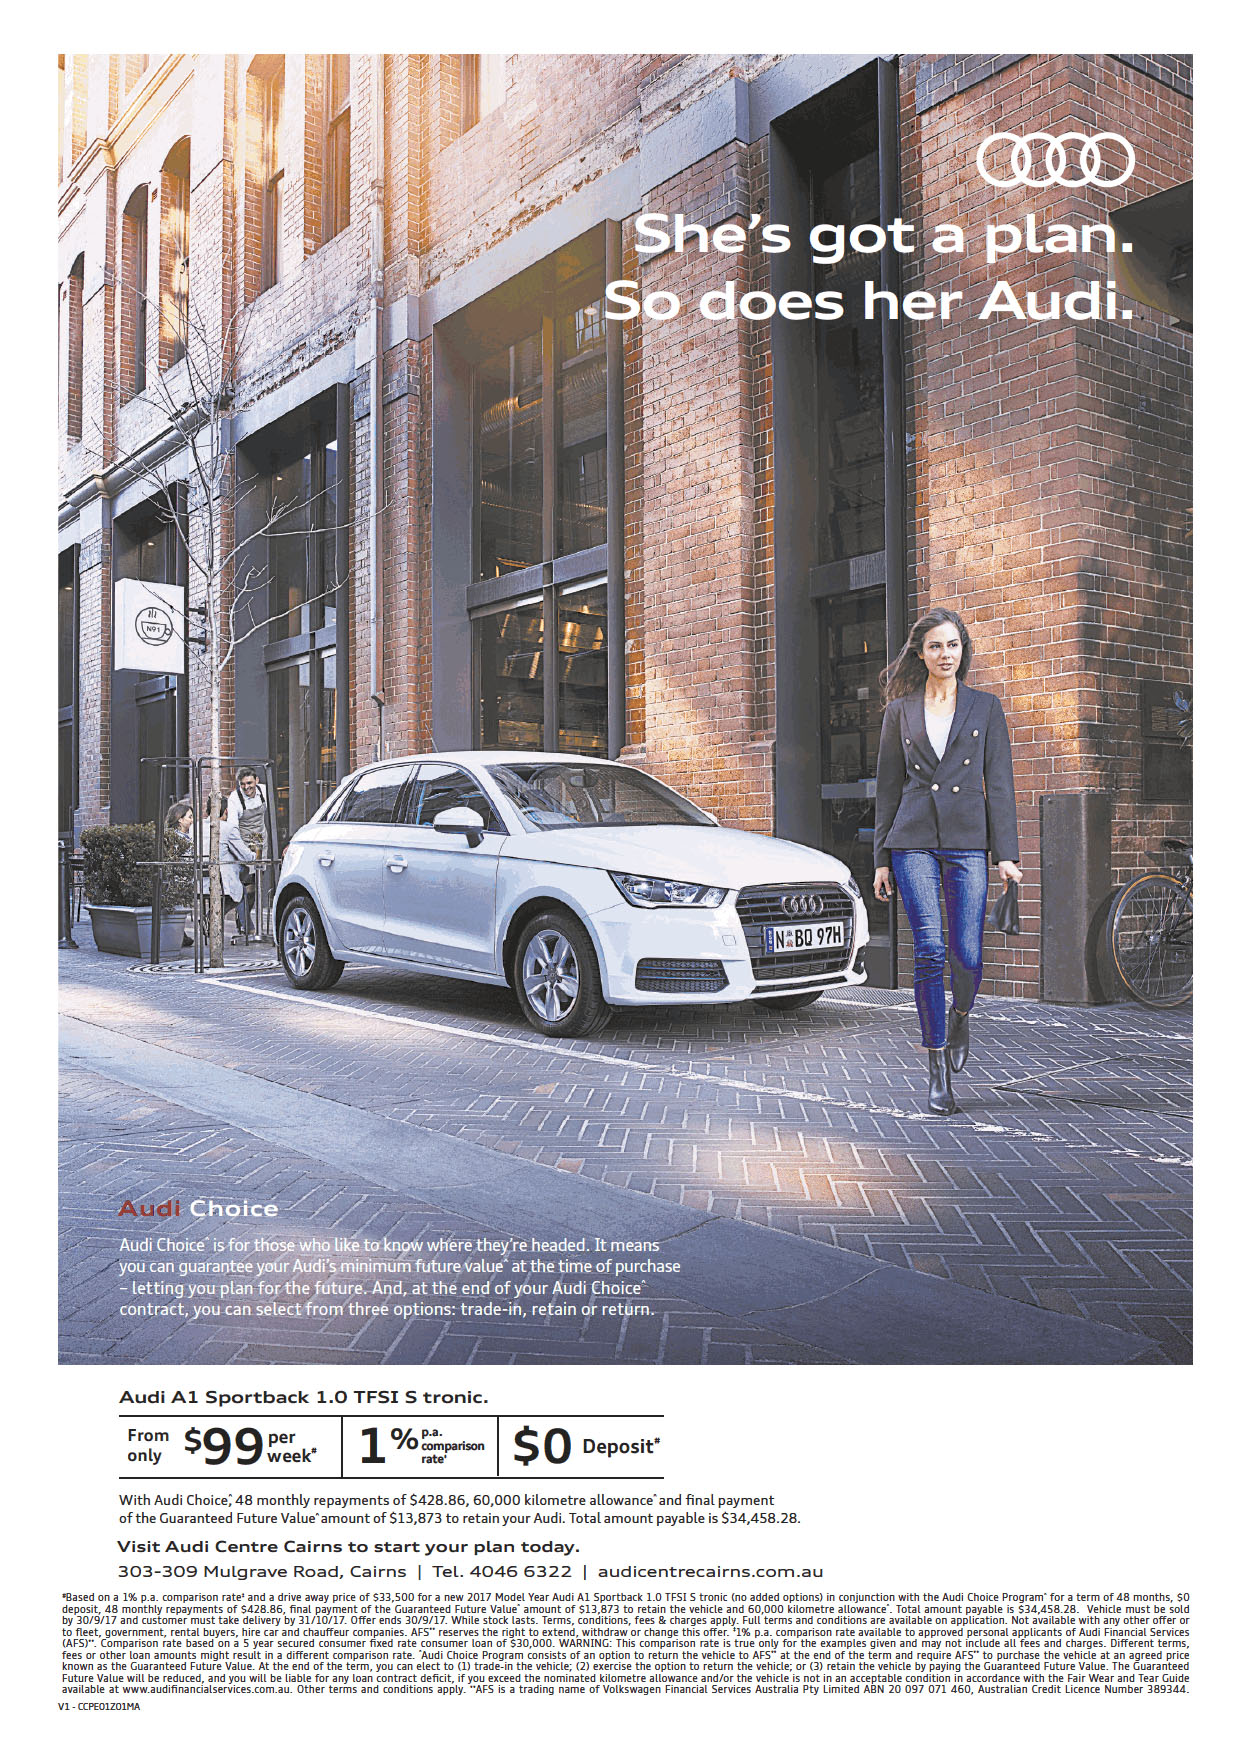 She's got a plan.
So does her Audi.
N91
N BQ 97H
Audi Choice
Audi Choice^ is for those who like to know where they're headed. It means
you can guarantee your Audi's minimum future value^ at the time of purchase
– letting you plan for the future. And, at the end of your Audi Choice^
contract, you can select from three options: trade-in, retain or return.
Audi A1 Sportback 1.0 TFSI S tronic.
From only $99 per week#
1% p.a. comparison rate‡
$0 Deposit#
With Audi Choice^, 48 monthly repayments of $428.86, 60,000 kilometre allowance^ and final payment
of the Guaranteed Future Value^ amount of $13,873 to retain your Audi. Total amount payable is $34,458.28.
Visit Audi Centre Cairns to start your plan today.
303-309 Mulgrave Road, Cairns | Tel. 4046 6322 | audicentrecairns.com.au
#Based on a 1% p.a. comparison rate‡ and a drive away price of $33,500 for a new 2017 Model Year Audi A1 Sportback 1.0 TFSI S tronic (no added options) in conjunction with the Audi Choice Program^ for a term of 48 months, $0
deposit, 48 monthly repayments of $428.86, final payment of the Guaranteed Future Value^ amount of $13,873 to retain the vehicle and 60,000 kilometre allowance^. Total amount payable is $34,458.28. Vehicle must be sold
by 30/9/17 and customer must take delivery by 31/10/17. Offer ends 30/9/17. While stock lasts. Terms, conditions, fees & charges apply. Full terms and conditions are available on application. Not available with any other offer or
to fleet, government, rental buyers, hire car and chauffeur companies. AFS** reserves the right to extend, withdraw or change this offer. ‡1% p.a. comparison rate available to approved personal applicants of Audi Financial Services
(AFS)**. Comparison rate based on a 5 year secured consumer fixed rate consumer loan of $30,000. WARNING: This comparison rate is true only for the examples given and may not include all fees and charges. Different terms,
fees or other loan amounts might result in a different comparison rate. ^Audi Choice Program consists of an option to return the vehicle to AFS** at the end of the term and require AFS** to purchase the vehicle at an agreed price
known as the Guaranteed Future Value. At the end of the term, you can elect to (1) trade-in the vehicle; (2) exercise the option to return the vehicle; or (3) retain the vehicle by paying the Guaranteed Future Value. The Guaranteed
Future Value will be reduced, and you will be liable for any loan contract deficit, if you exceed the nominated kilometre allowance and/or the vehicle is not in an acceptable condition in accordance with the Fair Wear and Tear Guide
available at www.audifinancialservices.com.au. Other terms and conditions apply. **AFS is a trading name of Volkswagen Financial Services Australia Pty Limited ABN 20 097 071 460, Australian Credit Licence Number 389344.
V1 - CCPE01Z01MA